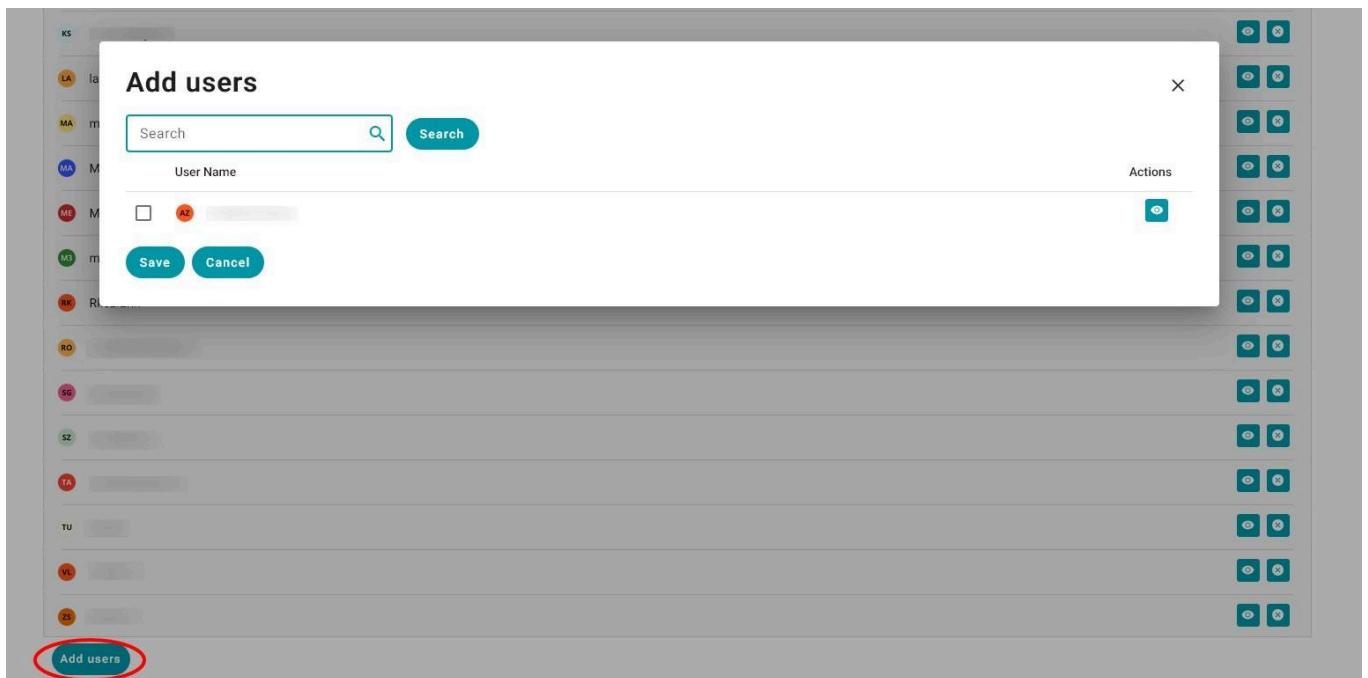 KS
LA la
Add users
MA m
Search Search
MA M
User Name Actions
ME M
AZ
M3 m
Save Cancel
RK
RO
SG
SZ
TA
TU
VL
ZS
Add users